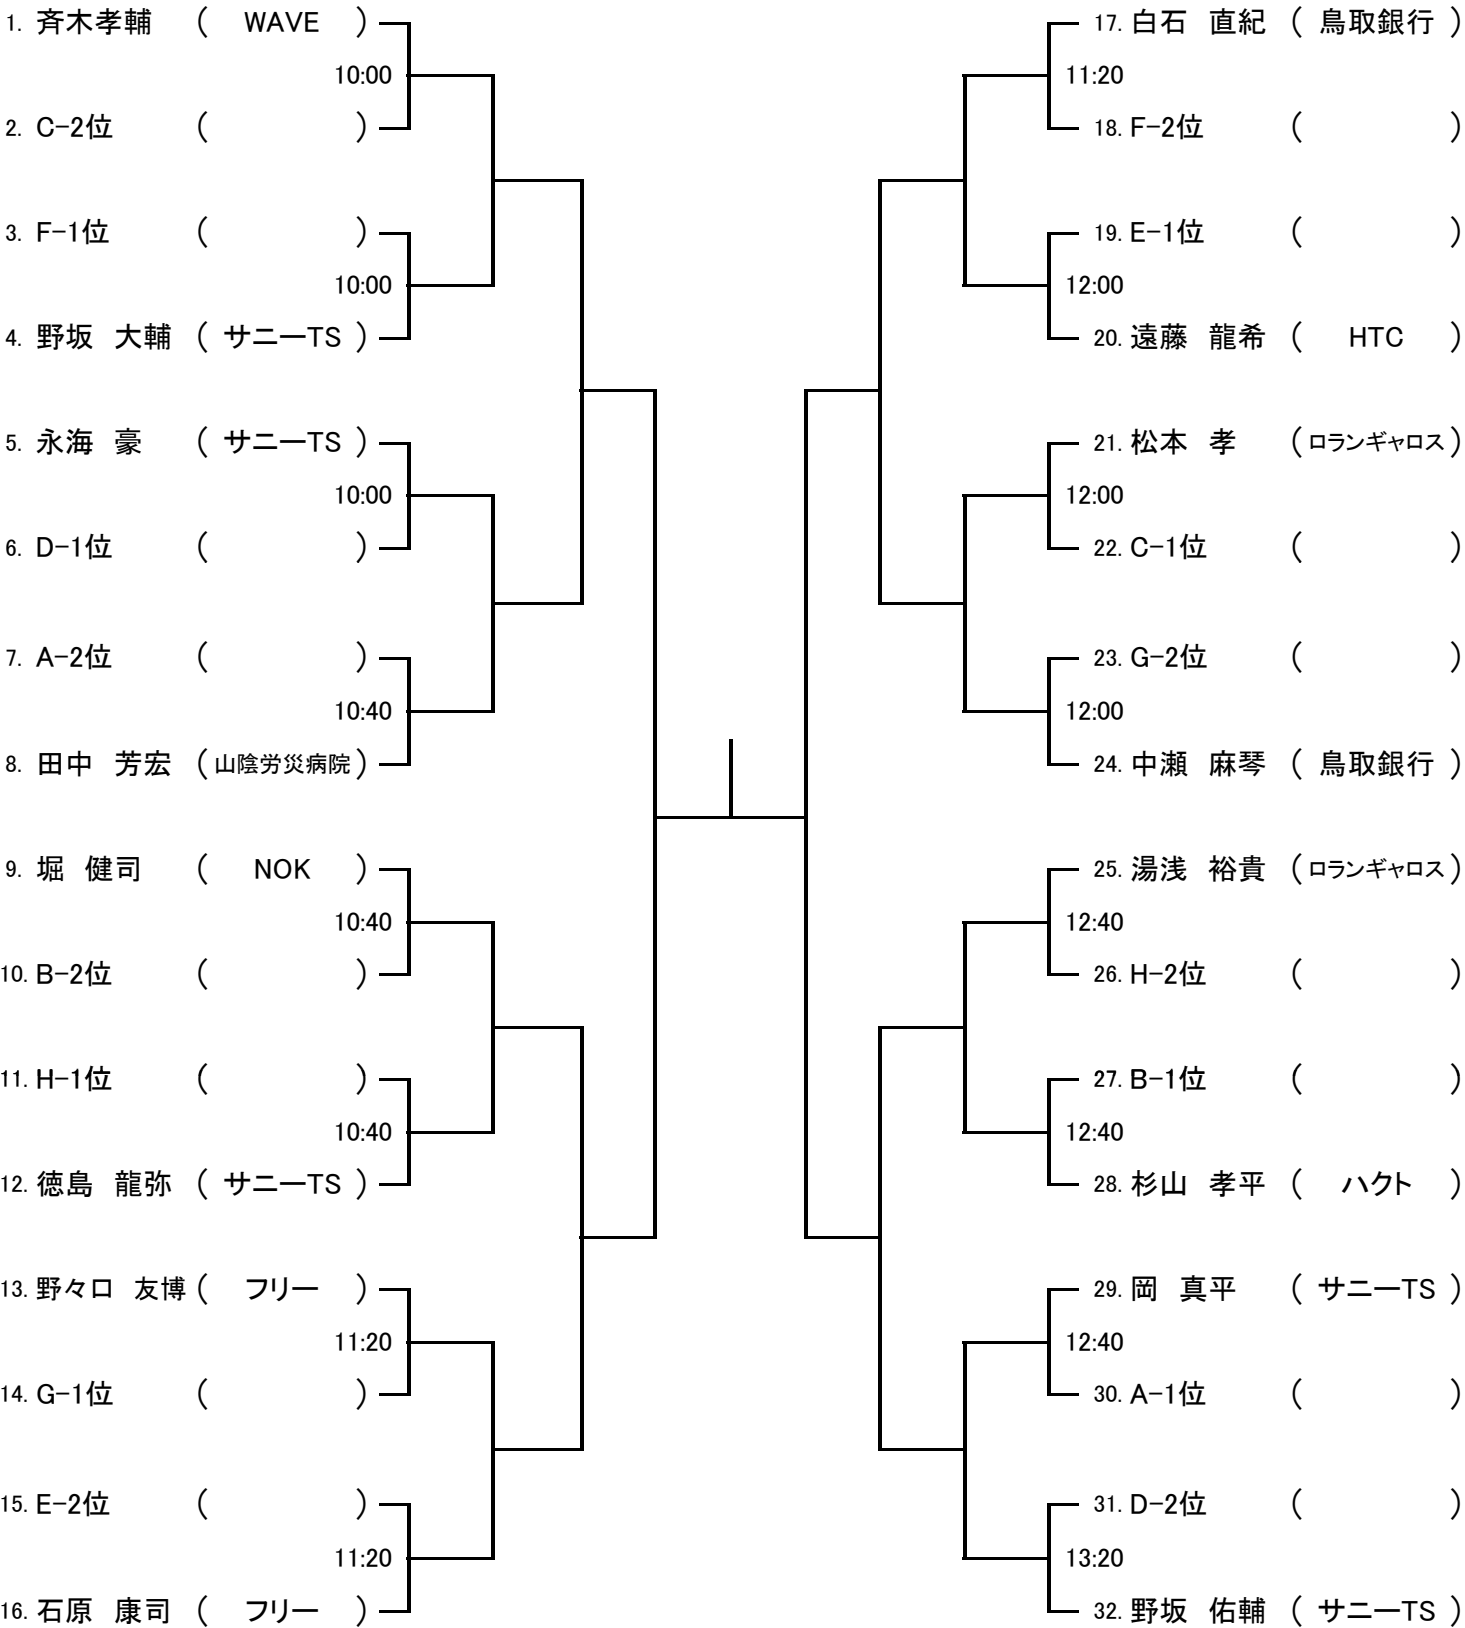 1. 斉木孝輔 ( WAVE )
10:00
2. C-2位 ( )
3. F-1位 ( )
10:00
4. 野坂 大輔 ( サニーTS )
5. 永海 豪 ( サニーTS )
10:00
6. D-1位 ( )
7. A-2位 ( )
10:40
8. 田中 芳宏 ( 山陰労災病院 )
9. 堀 健司 ( NOK )
10:40
10. B-2位 ( )
11. H-1位 ( )
10:40
12. 徳島 龍弥 ( サニーTS )
13. 野々口 友博 ( フリー )
11:20
14. G-1位 ( )
15. E-2位 ( )
11:20
16. 石原 康司 ( フリー )
17. 白石 直紀 ( 鳥取銀行 )
11:20
18. F-2位 ( )
19. E-1位 ( )
12:00
20. 遠藤 龍希 ( HTC )
21. 松本 孝 ( ロランギャロス )
12:00
22. C-1位 ( )
23. G-2位 ( )
12:00
24. 中瀬 麻琴 ( 鳥取銀行 )
25. 湯浅 裕貴 ( ロランギャロス )
12:40
26. H-2位 ( )
27. B-1位 ( )
12:40
28. 杉山 孝平 ( ハクト )
29. 岡 真平 ( サニーTS )
12:40
30. A-1位 ( )
31. D-2位 ( )
13:20
32. 野坂 佑輔 ( サニーTS )